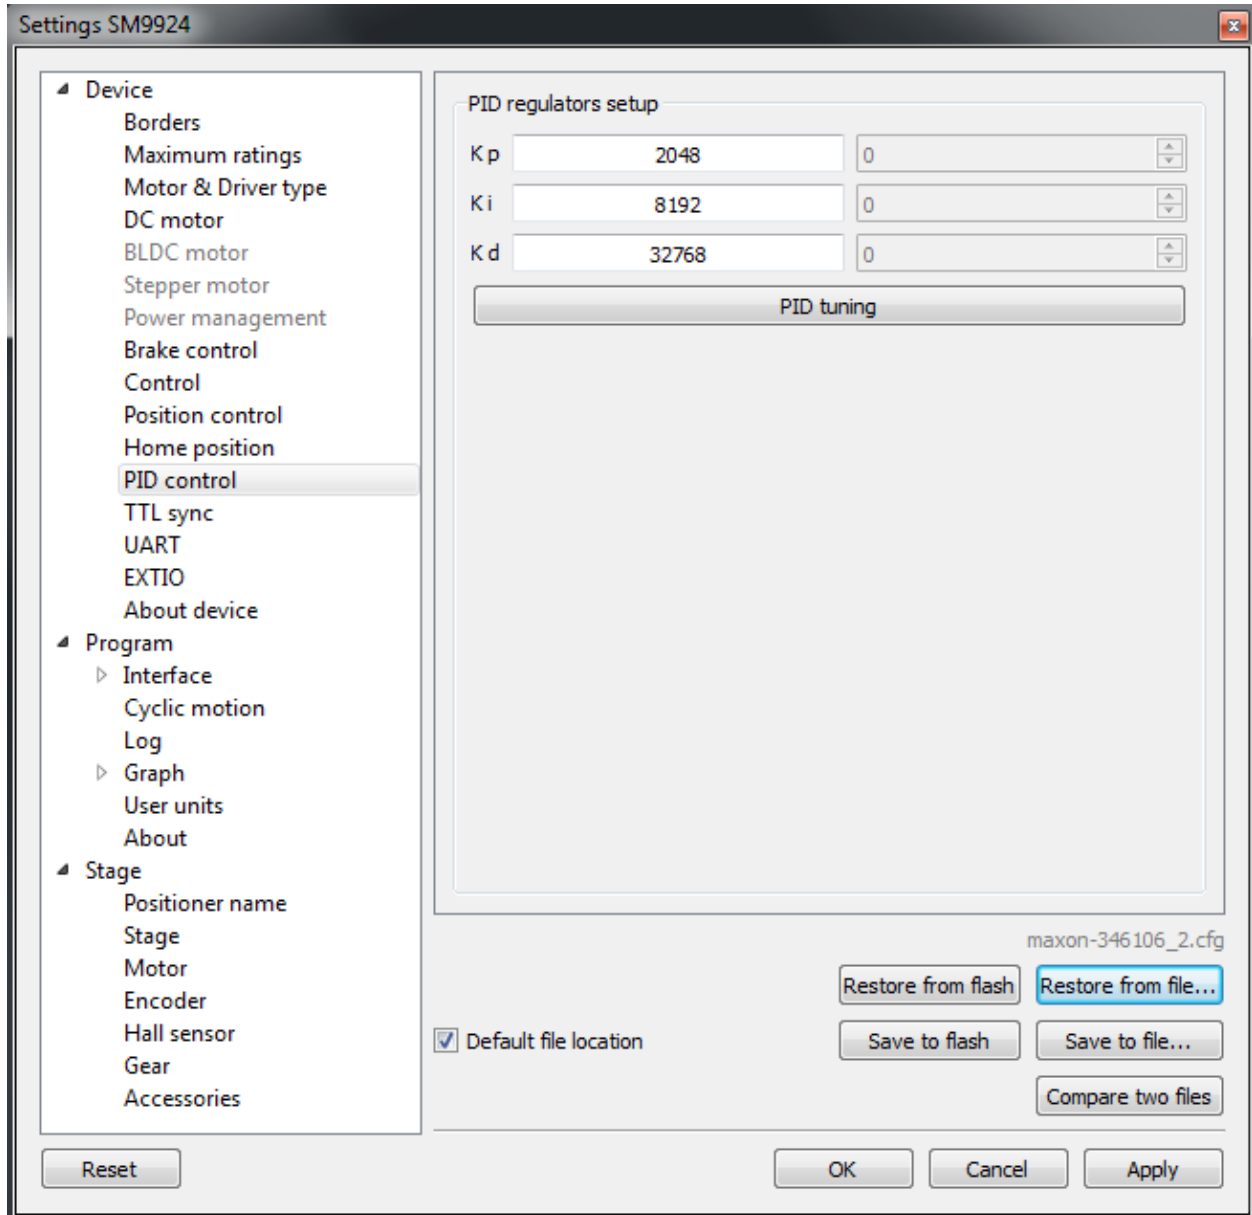 Settings SM9924
Device
Borders
Maximum ratings
Motor & Driver type
DC motor
BLDC motor
Stepper motor
Power management
Brake control
Control
Position control
Home position
PID control
TTL sync
UART
EXTIO
About device
Program
Interface
Cyclic motion
Log
Graph
User units
About
Stage
Positioner name
Stage
Motor
Encoder
Hall sensor
Gear
Accessories
PID regulators setup
Kp 2048 0
Ki 8192 0
Kd 32768 0
PID tuning
maxon-346106_2.cfg
Restore from flash Restore from file...
Default file location Save to flash Save to file...
Compare two files
Reset OK Cancel Apply